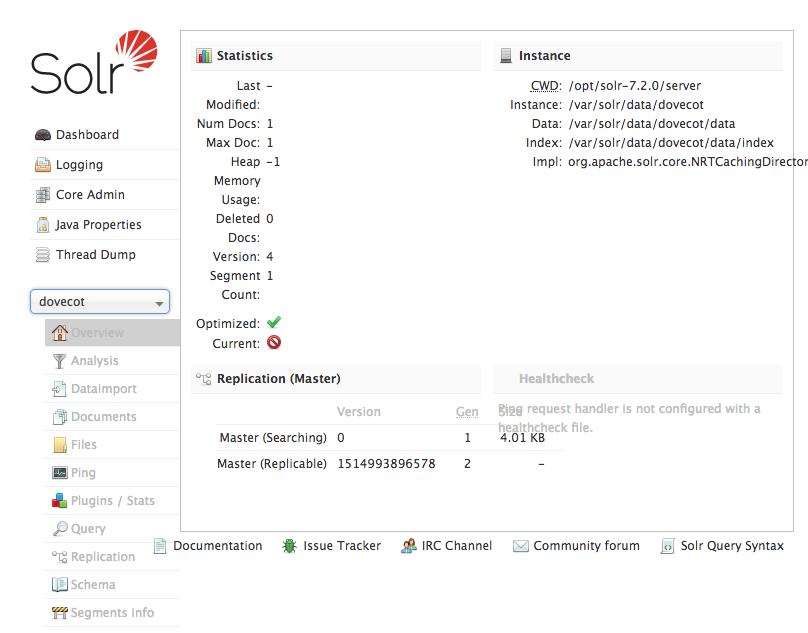 Solr
Dashboard
Logging
Core Admin
Java Properties
Thread Dump
dovecot
Overview
Analysis
Dataimport
Documents
Files
Ping
Plugins / Stats
Query
Replication
Schema
Segments info
Statistics
Last –
Modified:
Num Docs: 1
Max Doc: 1
Heap -1
Memory
Usage:
Deleted 0
Docs:
Version: 4
Segment 1
Count:
Optimized:
Current:
Instance
CWD: /opt/solr-7.2.0/server
Instance: /var/solr/data/dovecot
Data: /var/solr/data/dovecot/data
Index: /var/solr/data/dovecot/data/index
Impl: org.apache.solr.core.NRTCachingDirector
Replication (Master)
Version Gen Size
Master (Searching) 0 1 4.01 KB
Master (Replicable) 1514993896578 2 –
Healthcheck
Ping request handler is not configured with a
healthcheck file.
Documentation Issue Tracker IRC Channel Community forum Solr Query Syntax